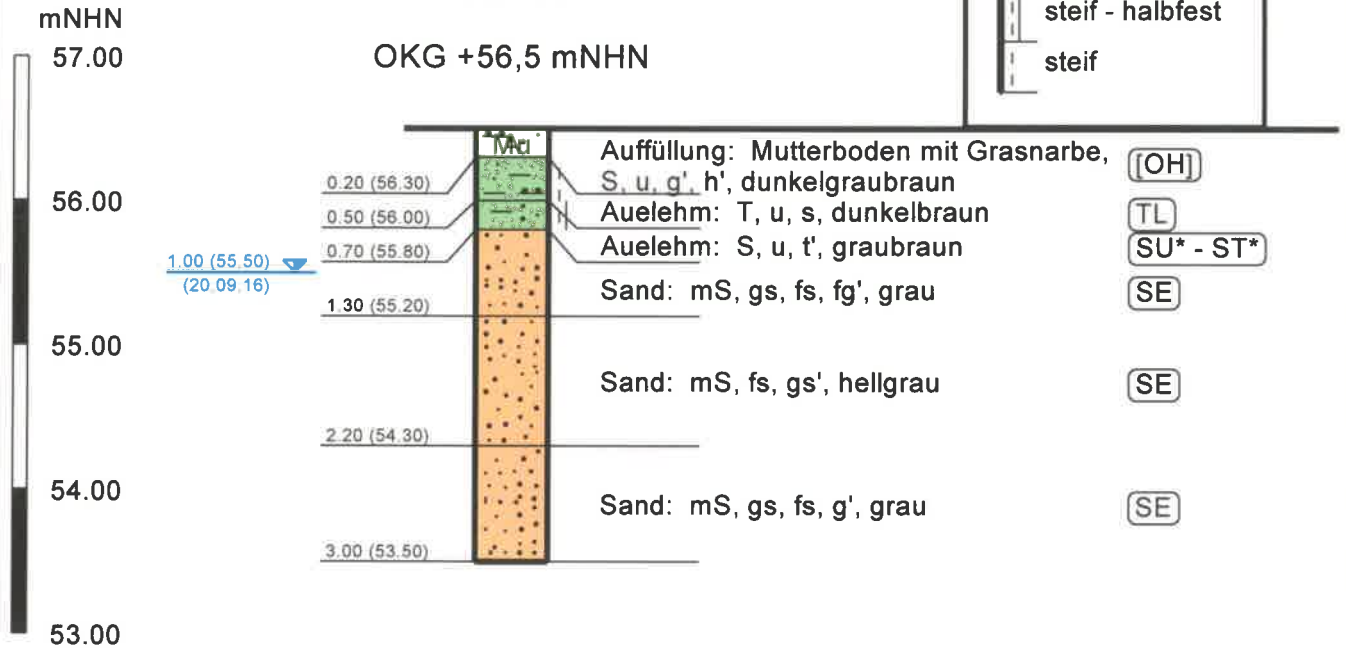 mNHN
steif - halbfest
57.00
OKG +56,5 mNHN
steif
Auffüllung: Mutterboden mit Grasnarbe,
[OH]
0.20 (56.30)
S, u, g', h', dunkelgraubraun
56.00
0.50 (56.00)
Auelehm: T, u, s, dunkelbraun
TL
0.70 (55.80)
Auelehm: S, u, t', graubraun
SU* - ST*
1.00 (55.50)
(20.09.16)
Sand: mS, gs, fs, fg', grau
SE
1.30 (55.20)
55.00
Sand: mS, fs, gs', hellgrau
SE
2.20 (54.30)
54.00
Sand: mS, gs, fs, g', grau
SE
3.00 (53.50)
53.00